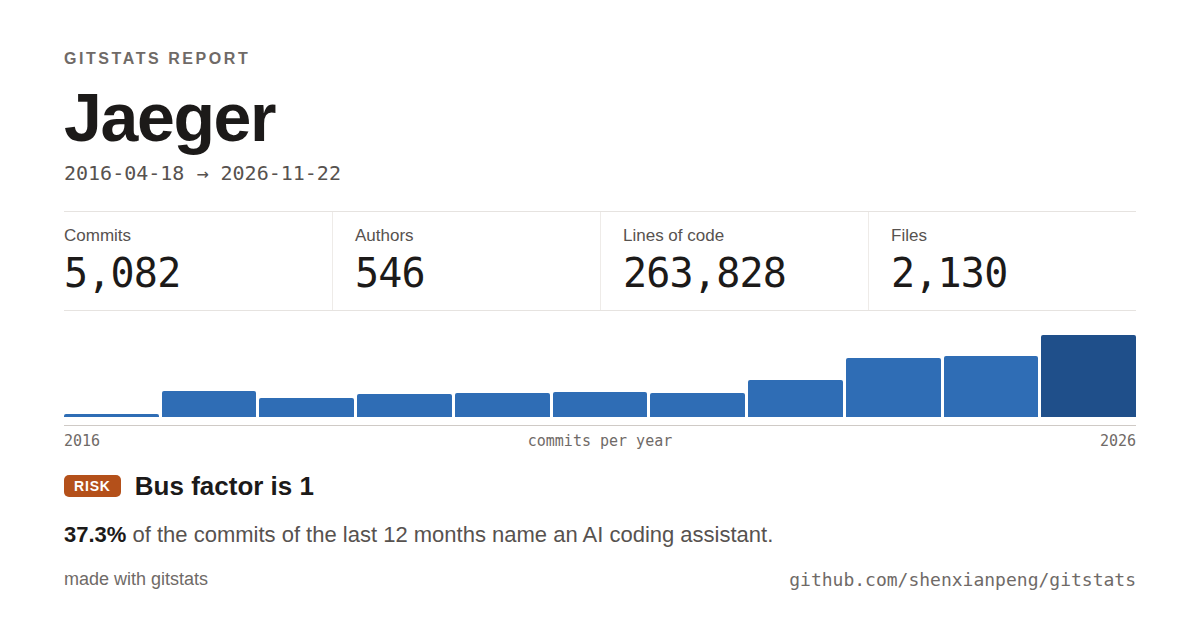 GITSTATS REPORT
Jaeger
2016-04-18 → 2026-11-22
Commits
5,082
Authors
546
Lines of code
263,828
Files
2,130
2016
commits per year
2026
RISK Bus factor is 1
37.3% of the commits of the last 12 months name an AI coding assistant.
made with gitstats
github.com/shenxianpeng/gitstats